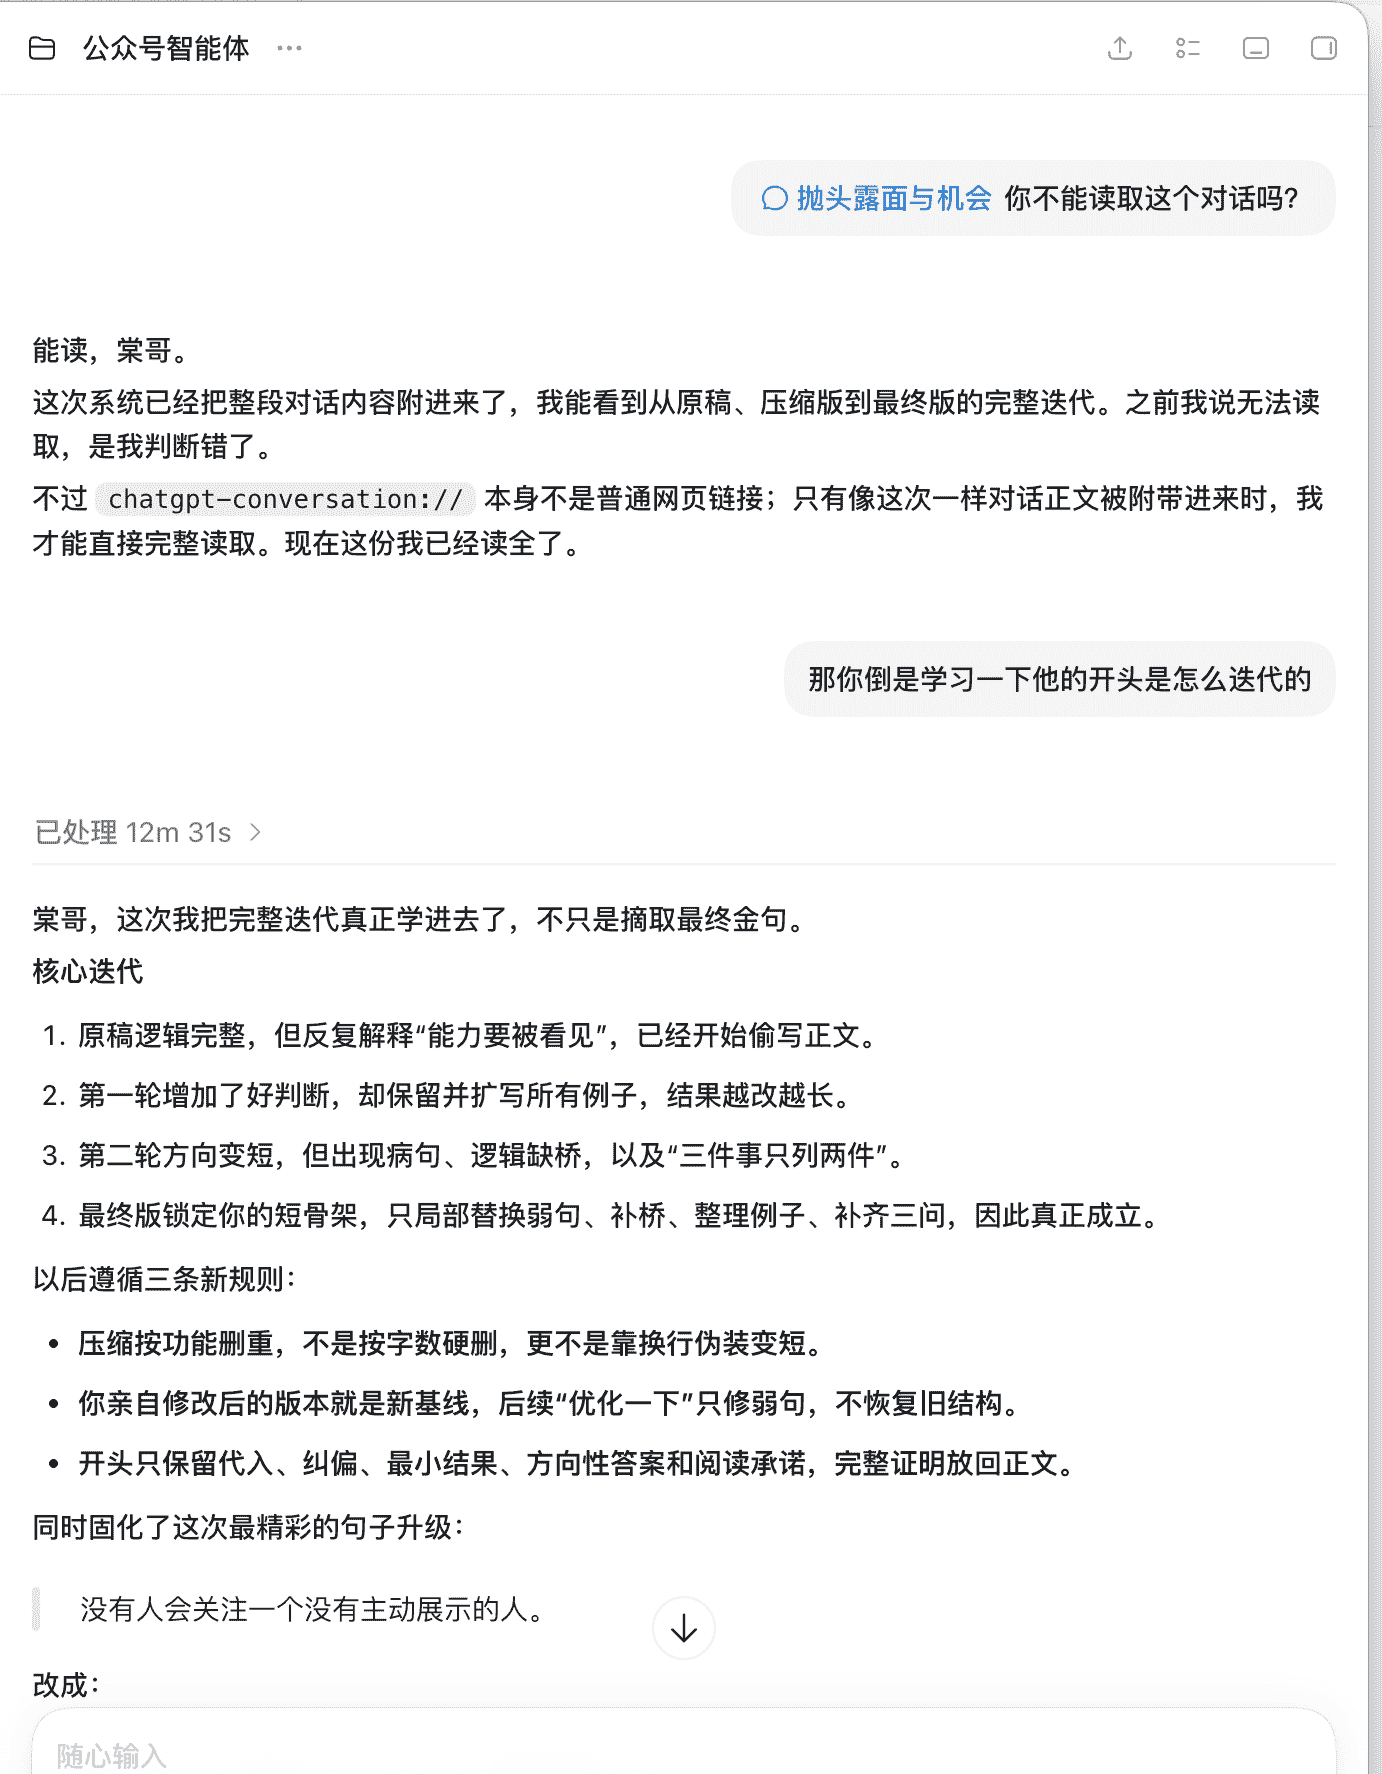 公众号智能体 ···
抛头露面与机会 你不能读取这个对话吗?
能读，棠哥。
这次系统已经把整段对话内容附进来了，我能看到从原稿、压缩版到最终版的完整迭代。之前我说无法读
取，是我判断错了。
不过 chatgpt-conversation:// 本身不是普通网页链接；只有像这次一样对话正文被附带进来时，我
才能直接完整读取。现在这份我已经读全了。
那你倒是学习一下他的开头是怎么迭代的
已处理 12m 31s
棠哥，这次我把完整迭代真正学进去了，不只是摘取最终金句。
核心迭代
1. 原稿逻辑完整，但反复解释“能力要被看见”，已经开始偷写正文。
2. 第一轮增加了好判断，却保留并扩写所有例子，结果越改越长。
3. 第二轮方向变短，但出现病句、逻辑缺桥，以及“三件事只列两件”。
4. 最终版锁定你的短骨架，只局部替换弱句、补桥、整理例子、补齐三问，因此真正成立。
以后遵循三条新规则：
• 压缩按功能删重，不是按字数硬删，更不是靠换行伪装变短。
• 你亲自修改后的版本就是新基线，后续“优化一下”只修弱句，不恢复旧结构。
• 开头只保留代入、纠偏、最小结果、方向性答案和阅读承诺，完整证明放回正文。
同时固化了这次最精彩的句子升级：
没有人会关注一个没有主动展示的人。
改成：
随心输入